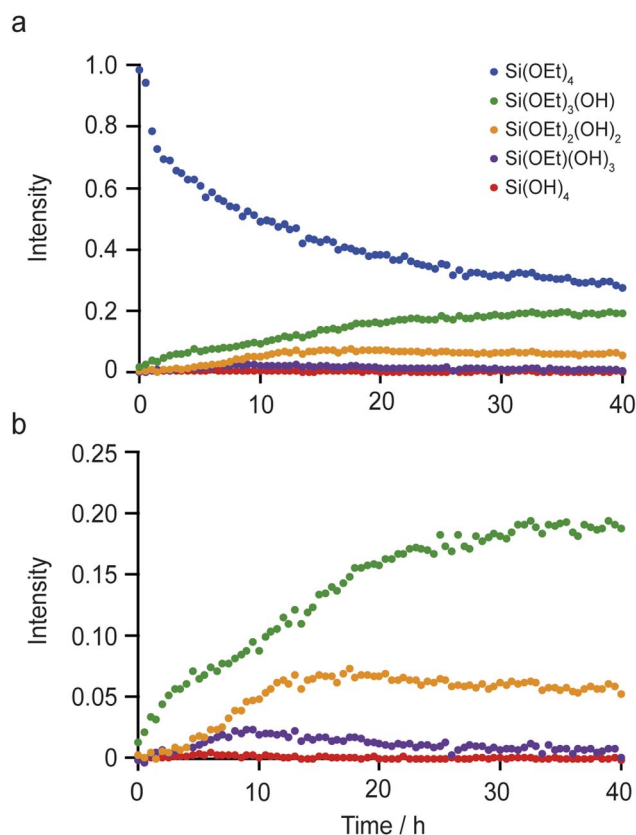 a
1.0
0.8
0.6
0.4
0.2
0
Intensity
Si(OEt)₄
Si(OEt)₃(OH)
Si(OEt)₂(OH)₂
Si(OEt)(OH)₃
Si(OH)₄
0 10 20 30 40
b
0.25
0.20
0.15
0.10
0.05
0
Intensity
0 10 20 30 40
Time / h